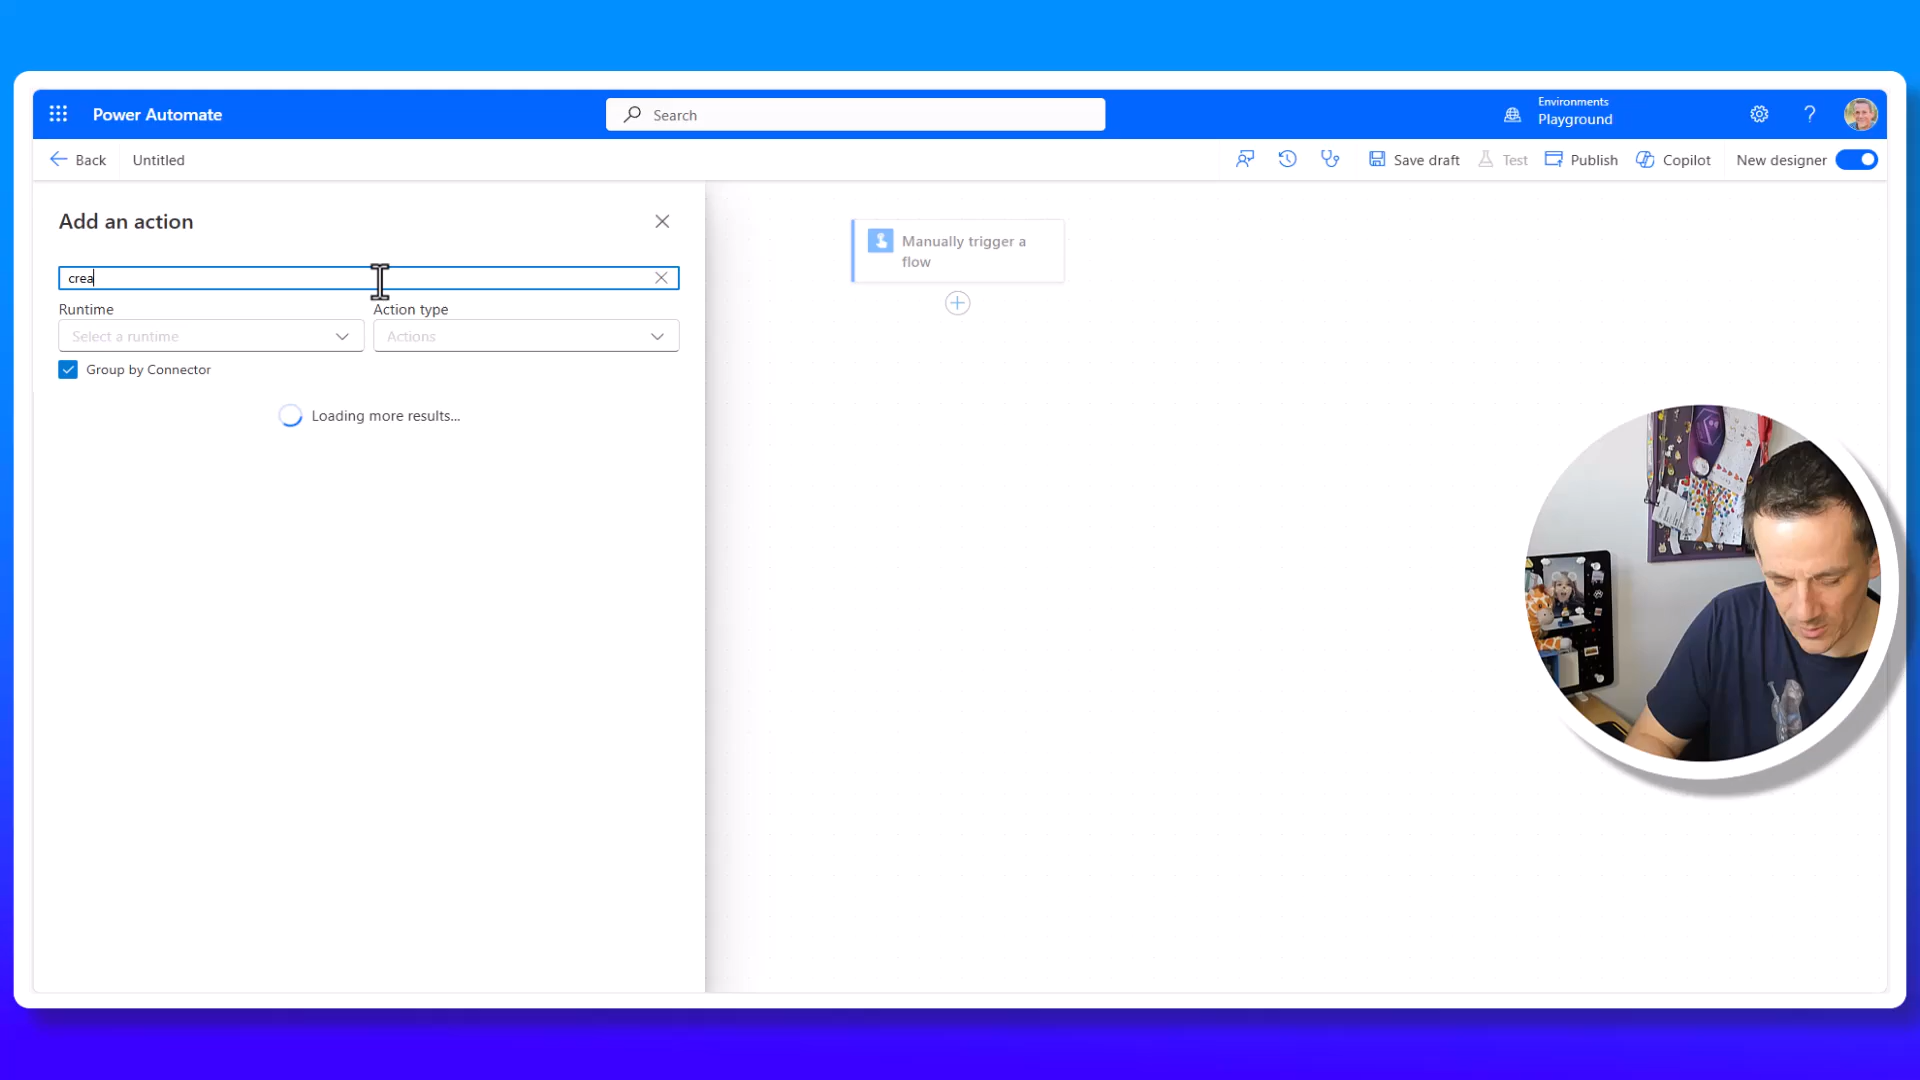 Power Automate
Search
Environments
Playground
?
Back
Untitled
Save draft
Test
Publish
Copilot
New designer
Add an action
crea
Runtime
Action type
Select a runtime
Actions
Group by Connector
Loading more results...
Manually trigger a
flow